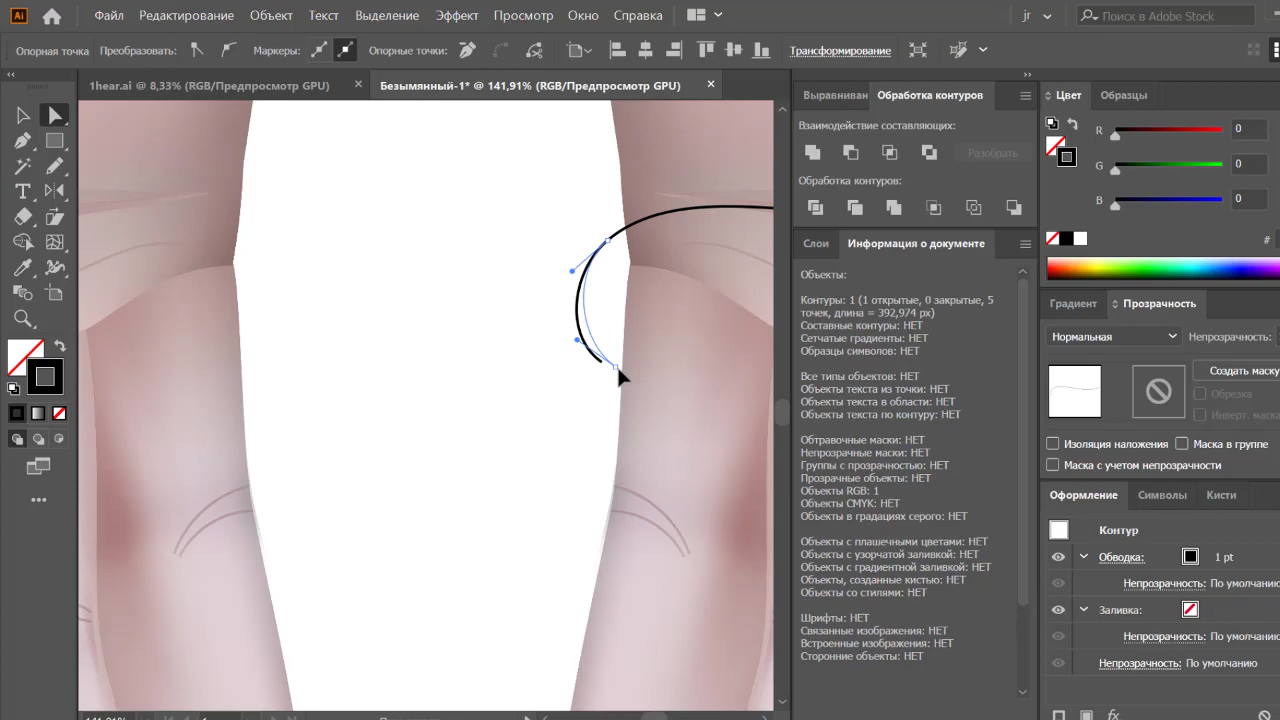 Ai
Файл Редактирование Объект Текст Выделение Эффект Просмотр Окно Справка
jr
Поиск в Adobe Stock
Опорная точка Преобразовать: Маркеры: Опорные точки: Трансформирование
1hear.ai @ 8,33% (RGB/Предпросмотр GPU)
Безымянный-1* @ 141,91% (RGB/Предпросмотр GPU)
Выравниван Обработка контуров
Взаимодействие составляющих:
Разобрать
Обработка контуров:
Слои Информация о документе
Объекты:
Контуры: 1 (1 открытые, 0 закрытые, 5
точек, длина = 392,974 px)
Составные контуры: НЕТ
Сетчатые градиенты: НЕТ
Образцы символов: НЕТ
Все типы объектов: НЕТ
Объекты текста из точки: НЕТ
Объекты текста в области: НЕТ
Объекты текста по контуру: НЕТ
Обтравочные маски: НЕТ
Непрозрачные маски: НЕТ
Группы с прозрачностью: НЕТ
Прозрачные объекты: НЕТ
Объекты RGB: 1
Объекты CMYK: НЕТ
Объекты в градациях серого: НЕТ
Объекты с плашечными цветами: НЕТ
Объекты с узорчатой заливкой: НЕТ
Объекты с градиентной заливкой: НЕТ
Объекты, созданные кистью: НЕТ
Объекты со стилями: НЕТ
Шрифты: НЕТ
Связанные изображения: НЕТ
Встроенные изображения: НЕТ
Сторонние объекты: НЕТ
Цвет Образцы
R 0
G 0
B 0
#
Градиент Прозрачность
Нормальная Непрозрачность:
Создать маску
Обрезка
Инверт. маска
Изоляция наложения Маска в группе
Маска с учетом непрозрачности
Оформление Символы Кисти
Контур
Обводка: 1 pt
Непрозрачность: По умолчанию
Заливка:
Непрозрачность: По умолчанию
Непрозрачность: По умолчанию
fx